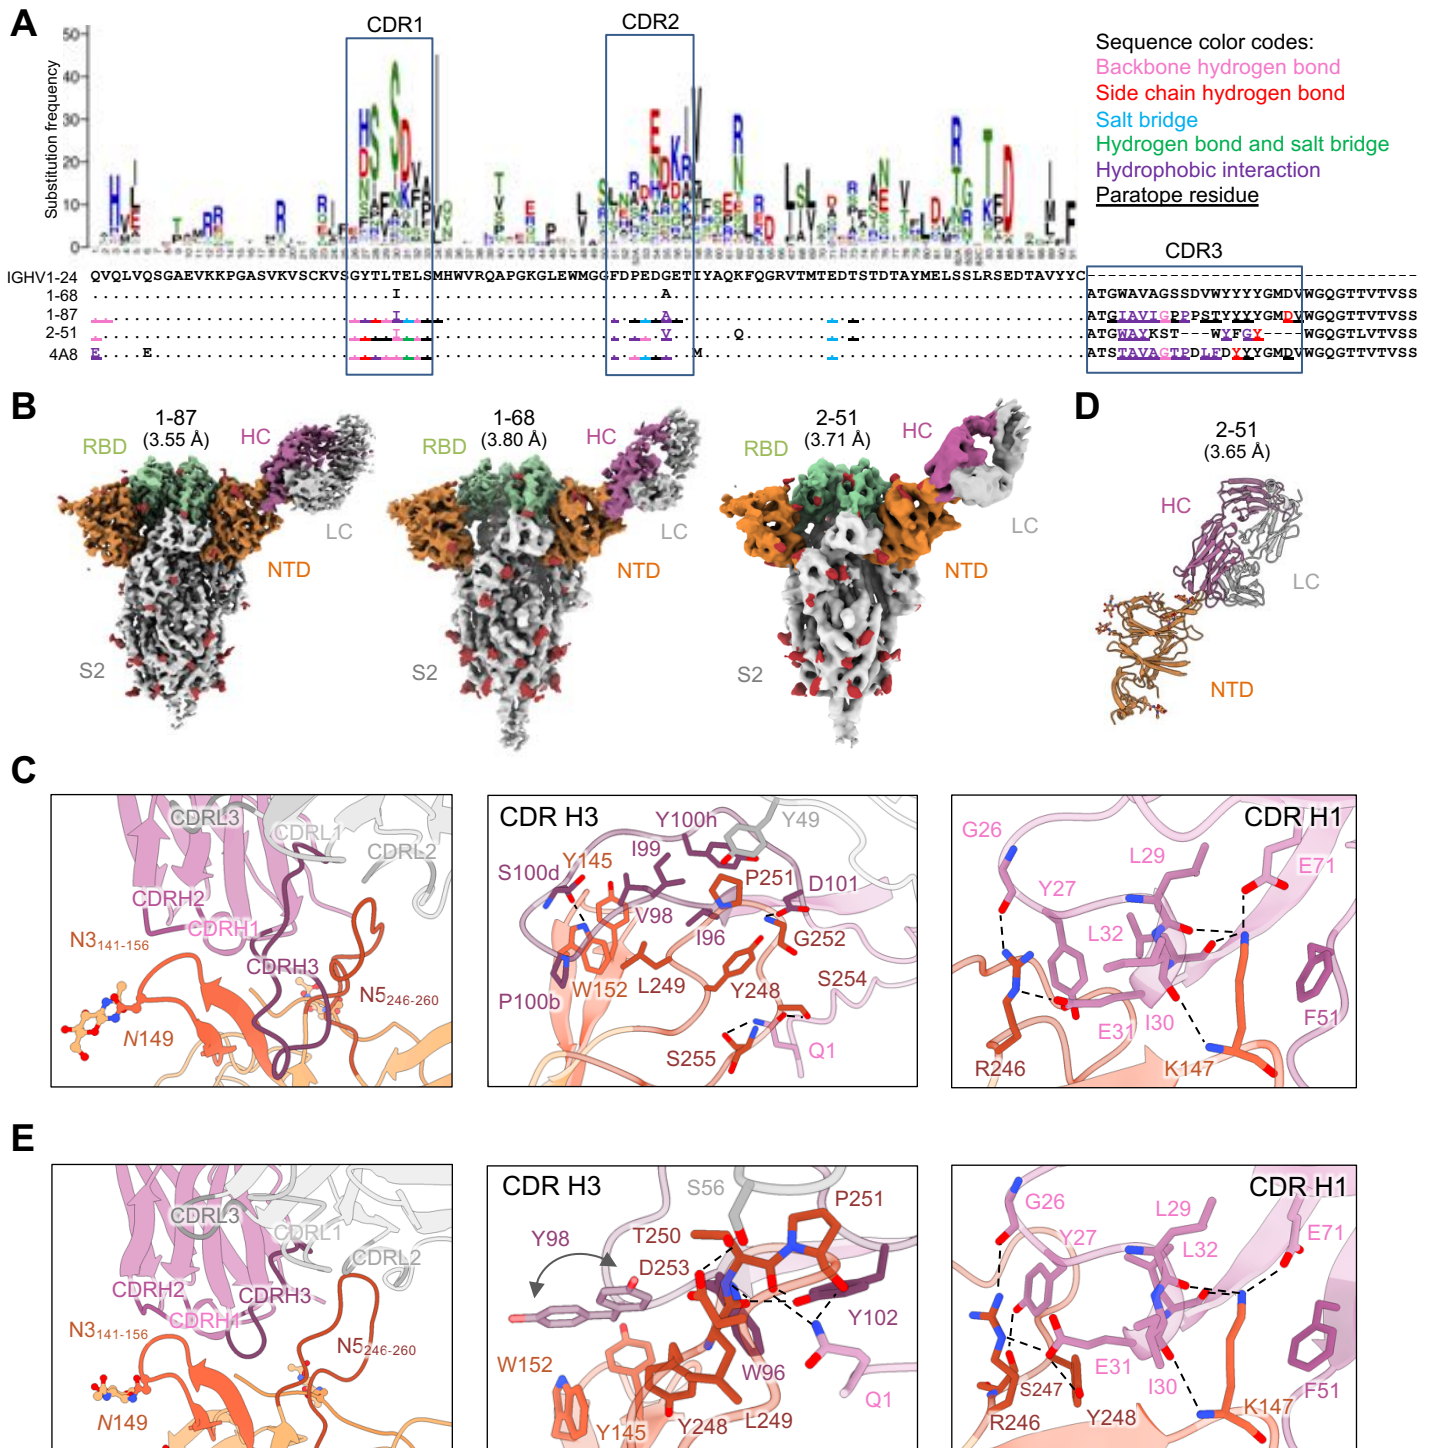 A
CDR1
CDR2
Substitution frequency
50
40
30
20
10
0
Sequence color codes:
Backbone hydrogen bond
Side chain hydrogen bond
Salt bridge
Hydrogen bond and salt bridge
Hydrophobic interaction
Paratope residue
CDR3
IGHV1-24 QVQLVQSGAEVKKPGASVKVSCKVSGYTLTELSMHWVRQAPGKGLEWMGGFDPEDGETIYAQKFQGRVTMTEDTSTDTAYMELSSLRSEDTAVYYC
1-68 I A ATGWAVAGSSDVWYYYYGMDVWGQGTTVTVSS
1-87 I A ATGIAVIGPPPSTYYYYGMDVWGQGTTVTVSS
2-51 I V Q ATGWAYKST---WYFGY----WGQGTLVTVSS
4A8 E E M ATSTAVAGTPDLFDYYYGMDVWGQGTTVTVSS
B
1-87
(3.55 Å)
RBD
HC
LC
NTD
S2
1-68
(3.80 Å)
RBD
HC
LC
NTD
S2
2-51
(3.71 Å)
RBD
HC
LC
NTD
S2
D
2-51
(3.65 Å)
HC
LC
NTD
C
CDRL3
CDRL1
CDRL2
CDRH2
CDRH1
N3141-156
CDRH3
N5246-260
N149
CDR H3
Y100h
Y49
I99
Y145
S100d
P251
D101
V98
I96
G252
P100b
W152
L249
Y248
S254
S255
Q1
CDR H1
G26
L29
E71
Y27
L32
E31
I30
F51
R246
K147
E
CDRL3
CDRL1
CDRL2
CDRH2
CDRH3
CDRH1
N3141-156
N5246-260
N149
CDR H3
S56
P251
Y98
T250
D253
Y102
W152
W96
Q1
Y145
Y248
L249
CDR H1
G26
L29
Y27
L32
E71
E31
S247
I30
F51
R246
Y248
K147